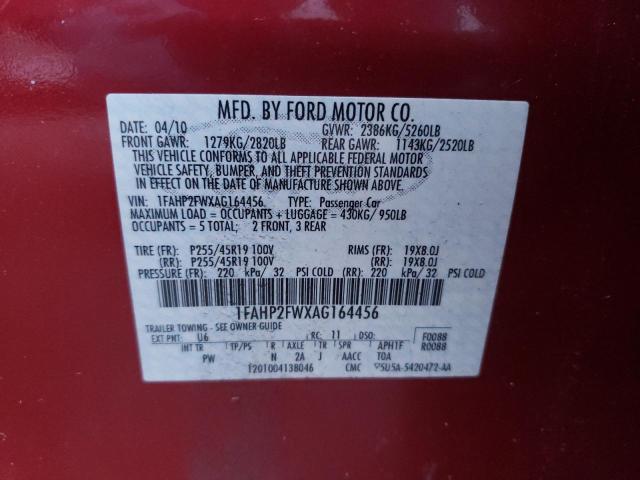 MFD. BY FORD MOTOR CO.
DATE: 04/10 GVWR: 2386KG/5260LB
FRONT GAWR: 1279KG/2820LB REAR GAWR: 1143KG/2520LB
THIS VEHICLE CONFORMS TO ALL APPLICABLE FEDERAL MOTOR
VEHICLE SAFETY, BUMPER, AND THEFT PREVENTION STANDARDS
IN EFFECT ON THE DATE OF MANUFACTURE SHOWN ABOVE.
VIN: 1FAHP2FWXAG164456 TYPE: Passenger Car
MAXIMUM LOAD = OCCUPANTS + LUGGAGE = 430KG/950LB
OCCUPANTS = 5 TOTAL; 2 FRONT, 3 REAR
TIRE (FR): P255/45R19 100V RIMS (FR): 19X8.0J
(RR): P255/45R19 100V (RR): 19X8.0J
PRESSURE (FR): 220 kPa/ 32 PSI COLD (RR): 220 kPa/ 32 PSI COLD
1FAHP2FWXAG164456
TRAILER TOWING - SEE OWNER GUIDE
EXT PNT: U6 RC: 11 DSO: F0088
INT TR TP/PS R AXLE TR SPR APHTF R0088
PW N 2A J AACC TOA
T201004138046 CMC 5U5A-5420472-AA